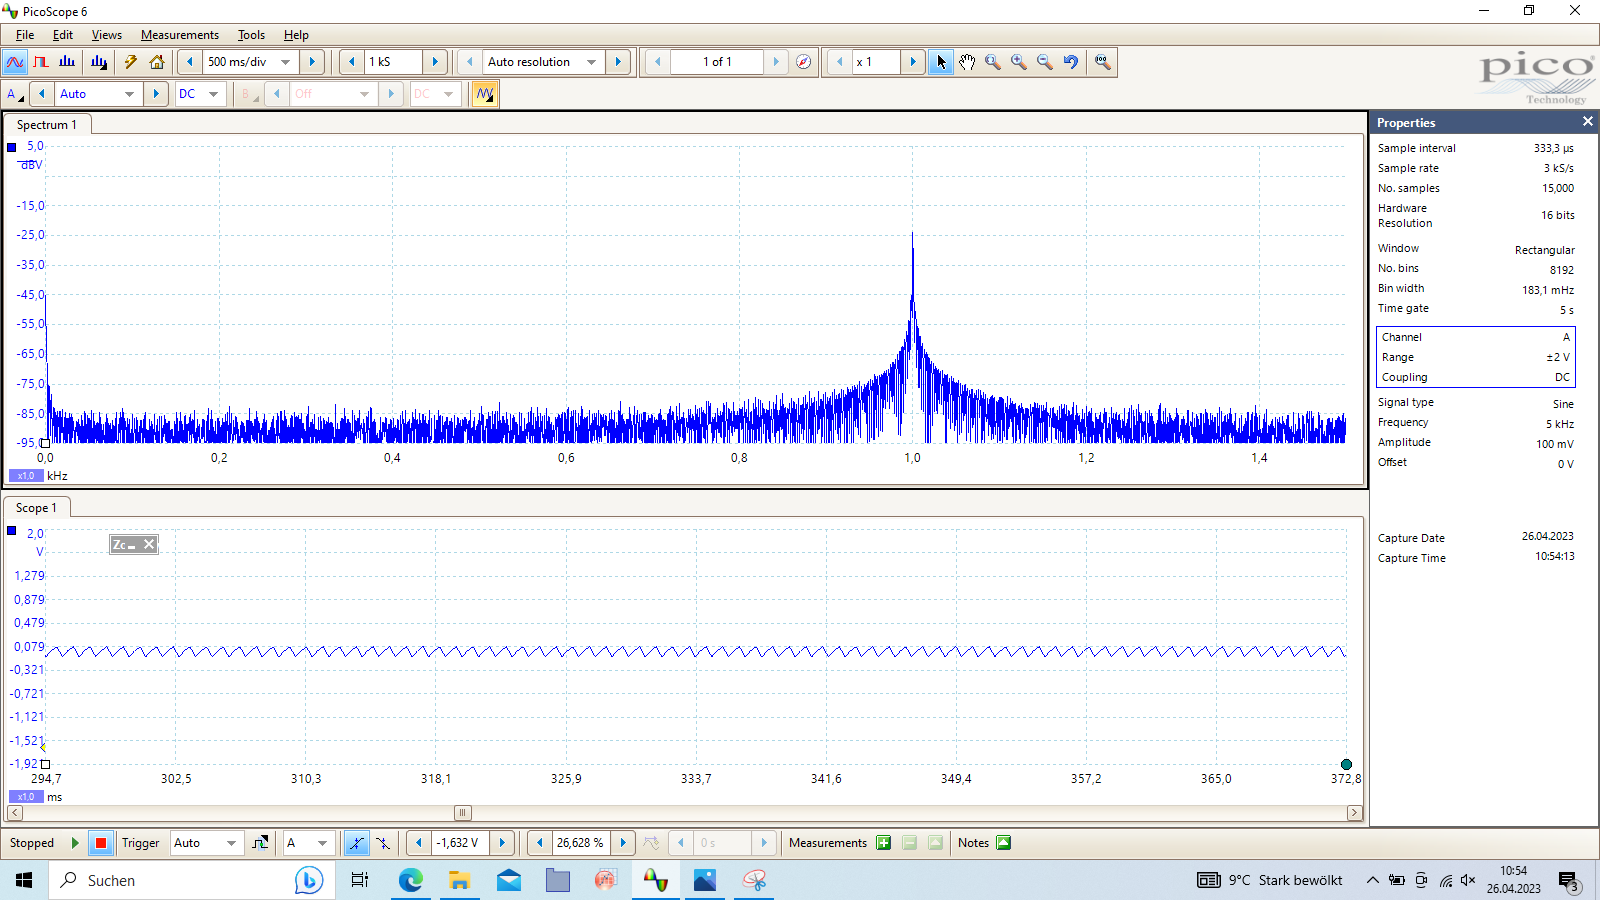 PicoScope 6
File Edit Views Measurements Tools Help
500 ms/div 1 kS Auto resolution 1 of 1 x 1
A Auto DC B Off DC
pico
Technology
Spectrum 1
5,0
dBV
-15,0
-25,0
-35,0
-45,0
-55,0
-65,0
-75,0
-85,0
-95,0
0,0 0,2 0,4 0,6 0,8 1,0 1,2 1,4
x1,0 kHz
Scope 1
2,0
V
Zo
1,279
0,879
0,479
0,079
-0,321
-0,721
-1,121
-1,521
-1,921
294,7 302,5 310,3 318,1 325,9 333,7 341,6 349,4 357,2 365,0 372,8
x1,0 ms
Properties
Sample interval 333,3 µs
Sample rate 3 kS/s
No. samples 15,000
Hardware
Resolution 16 bits
Window Rectangular
No. bins 8192
Bin width 183,1 mHz
Time gate 5 s
Channel A
Range ±2 V
Coupling DC
Signal type Sine
Frequency 5 kHz
Amplitude 100 mV
Offset 0 V
Capture Date 26.04.2023
Capture Time 10:54:13
Stopped Trigger Auto A -1,632 V 26,628 % 0 s Measurements Notes
Suchen 9°C Stark bewölkt 10:54
26.04.2023 3